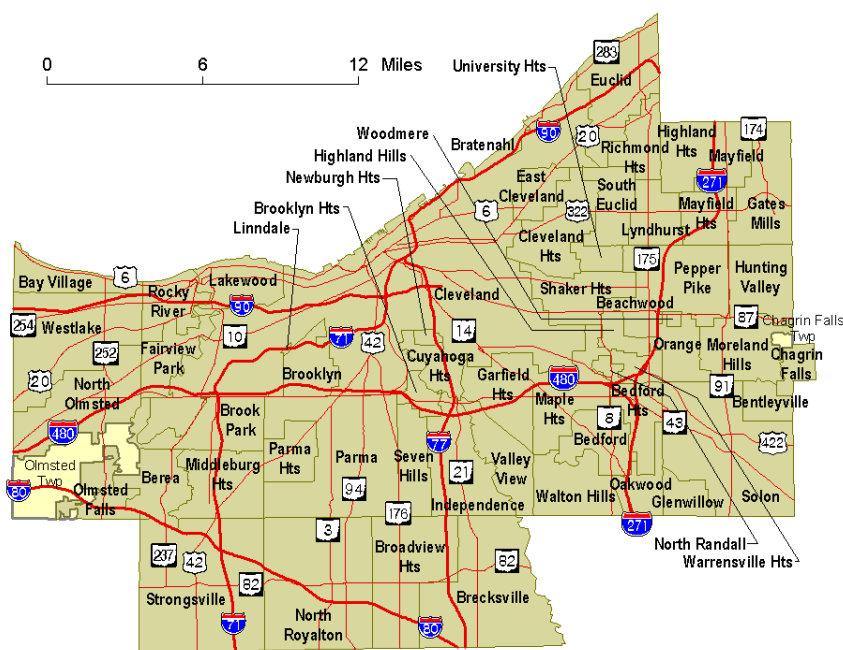 283
Euclid
0 6 12 Miles
University Hts
Woodmere
Highland Hills
Newburgh Hts
Bratenahl
90
20
Richmond
Hts
Highland
Hts
174
Mayfield
271
East
Cleveland
South
Euclid
Mayfield
Hts
Gates
Mills
Brooklyn Hts
Linndale
6
322
Cleveland
Hts
Lyndhurst
175
Bay Village
6
Rocky
River
Lakewood
90
Cleveland
Shaker Hts
Beachwood
Pepper
Pike
Hunting
Valley
254
Westlake
10
252
Fairview
Park
71
42
14
87
Chagrin Falls
Twp
Chagrin
Falls
Orange
Moreland
Hills
20
North
Olmsted
Brooklyn
Cuyahoga
Hts
Garfield
Hts
480
Maple
Hts
Bedford
Hts
91
Bentleyville
480
Brook
Park
8
43
Bedford
422
Olmsted
Twp
80
Olmsted
Falls
Berea
Middleburg
Hts
Parma
Hts
Parma
Seven
Hills
77
21
Valley
View
94
176
Independence
Walton Hills
Oakwood
Glenwillow
Solon
271
3
Broadview
Hts
North Randall
Warrensville Hts
237
42
82
82
Strongsville
71
North
Royalton
80
Brecksville